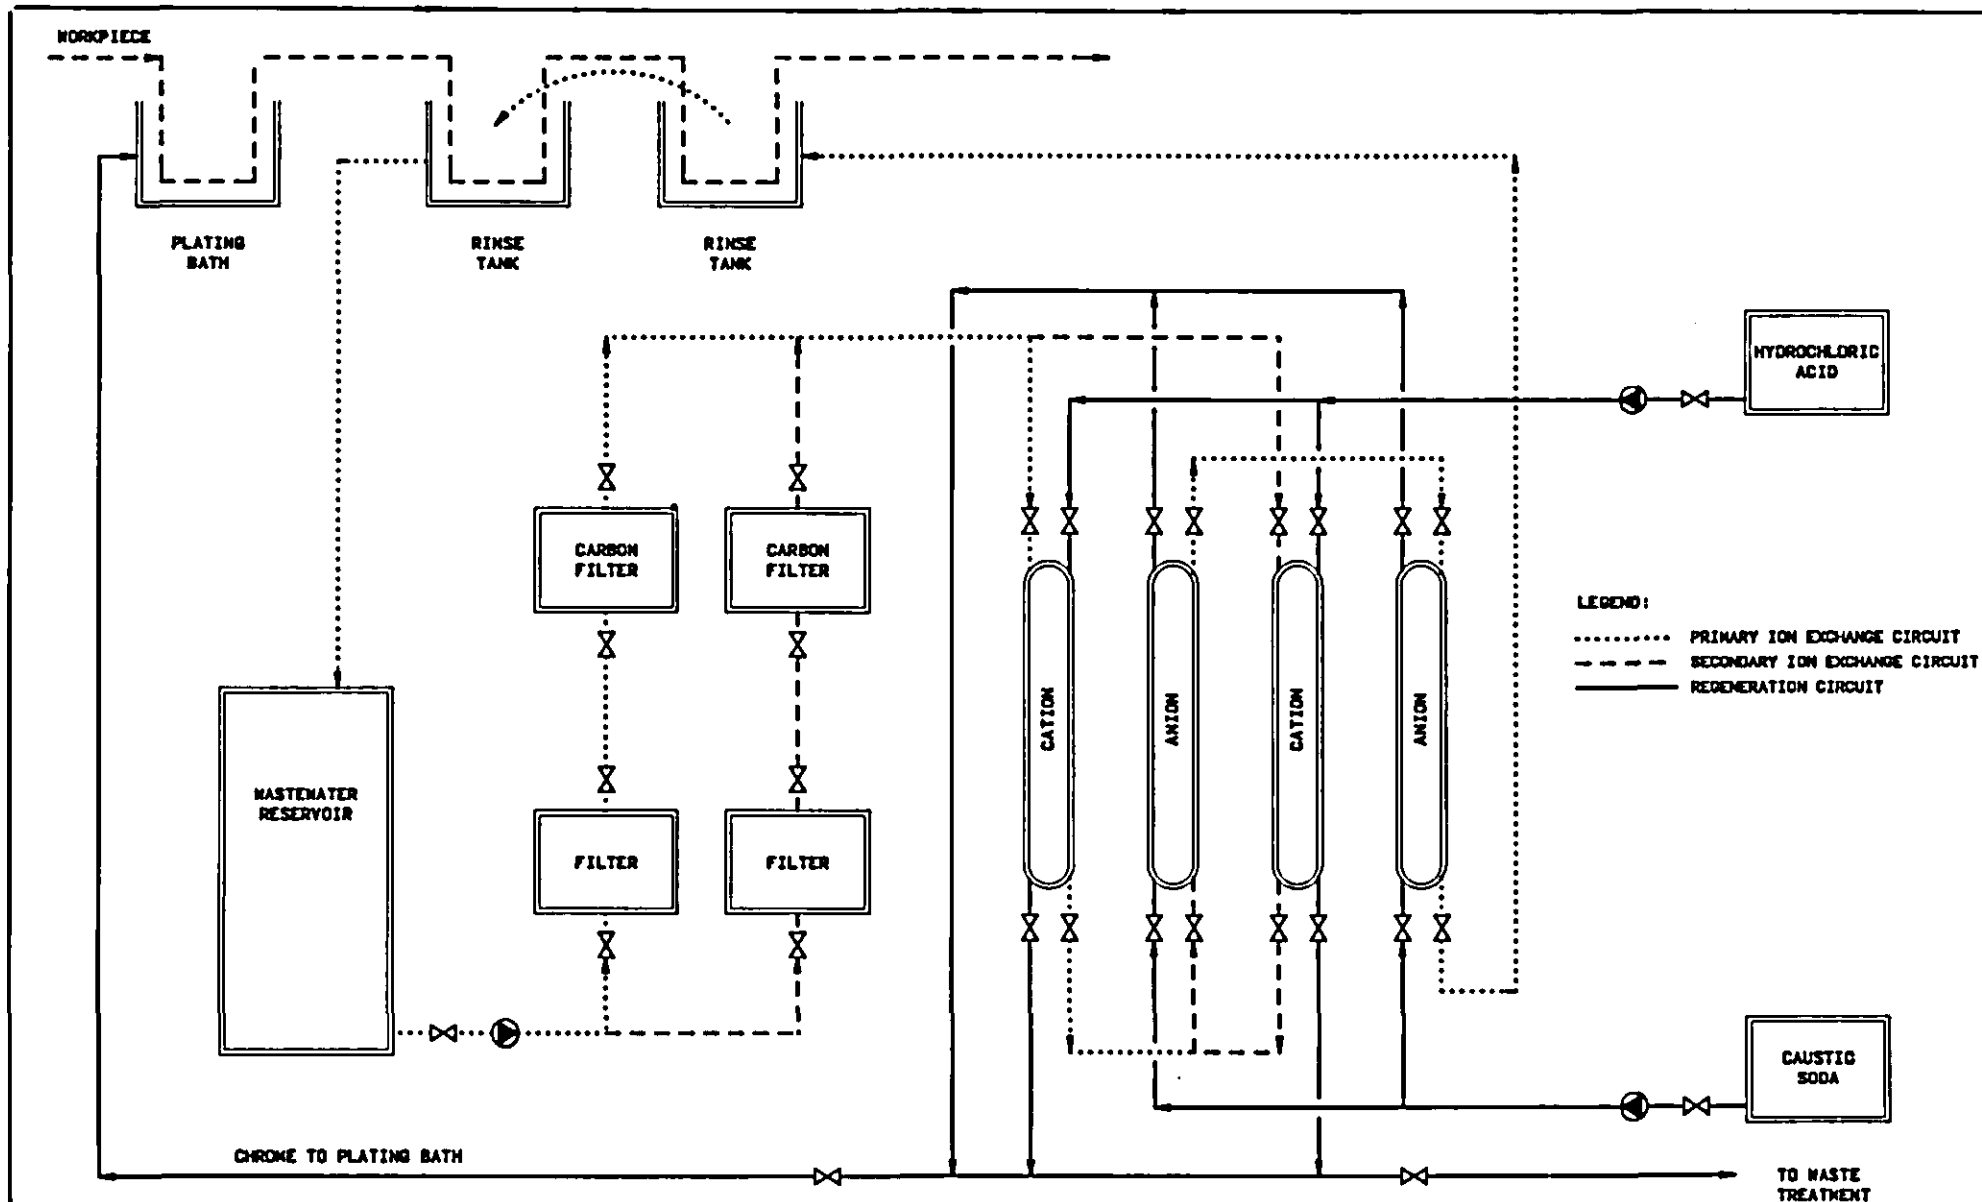 WORKPIECE
PLATING
BATH
RINSE
TANK
RINSE
TANK
HYDROCHLORIC
ACID
CARBON
FILTER
CARBON
FILTER
LEGEND:
PRIMARY ION EXCHANGE CIRCUIT
SECONDARY ION EXCHANGE CIRCUIT
REGENERATION CIRCUIT
CATION
ANION
CATION
ANION
WASTEWATER
RESERVOIR
FILTER
FILTER
CAUSTIC
SODA
CHROME TO PLATING BATH
TO WASTE
TREATMENT